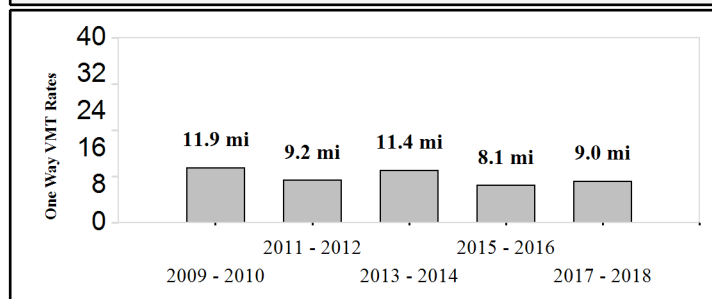 One Way VMT Rates
40
32
24
16
8
0
11.9 mi
9.2 mi
11.4 mi
8.1 mi
9.0 mi
2011 - 2012
2015 - 2016
2009 - 2010
2013 - 2014
2017 - 2018